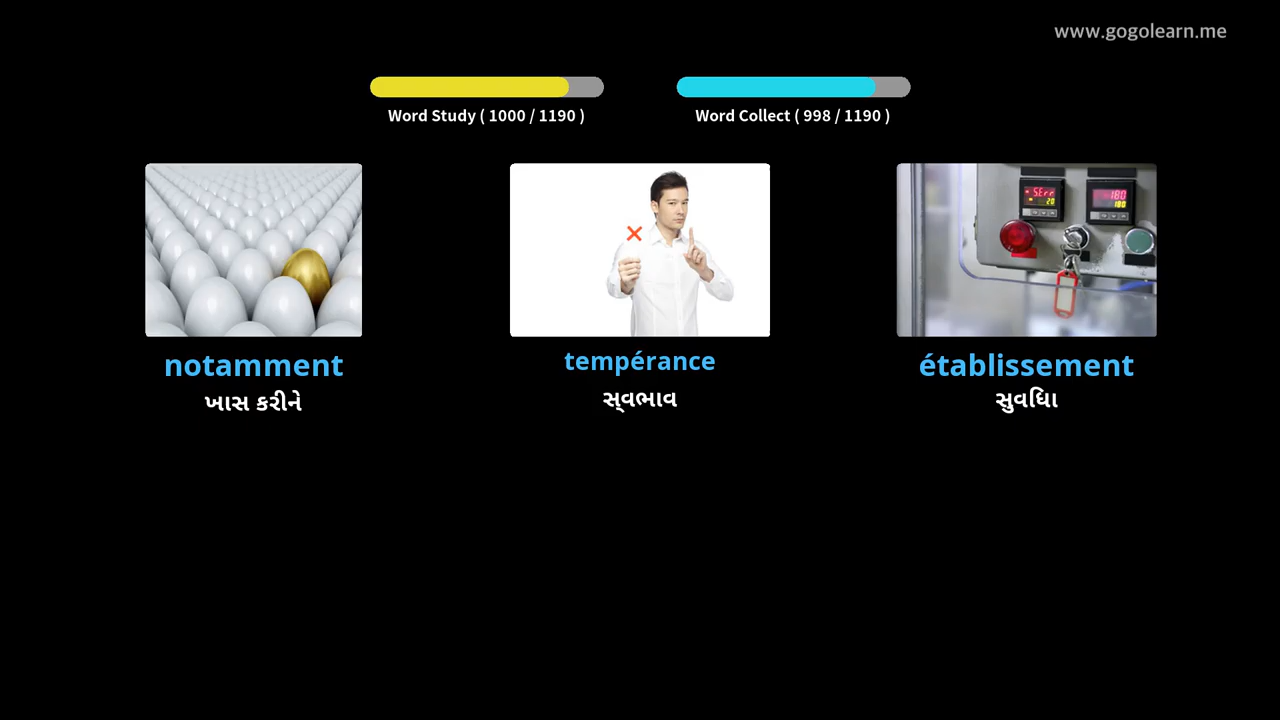 www.gogolearn.me
Word Study ( 1000 / 1190 )
Word Collect ( 998 / 1190 )
notamment
ખાસ કરીને
tempérance
સ્વભાવ
établissement
સુવિધા